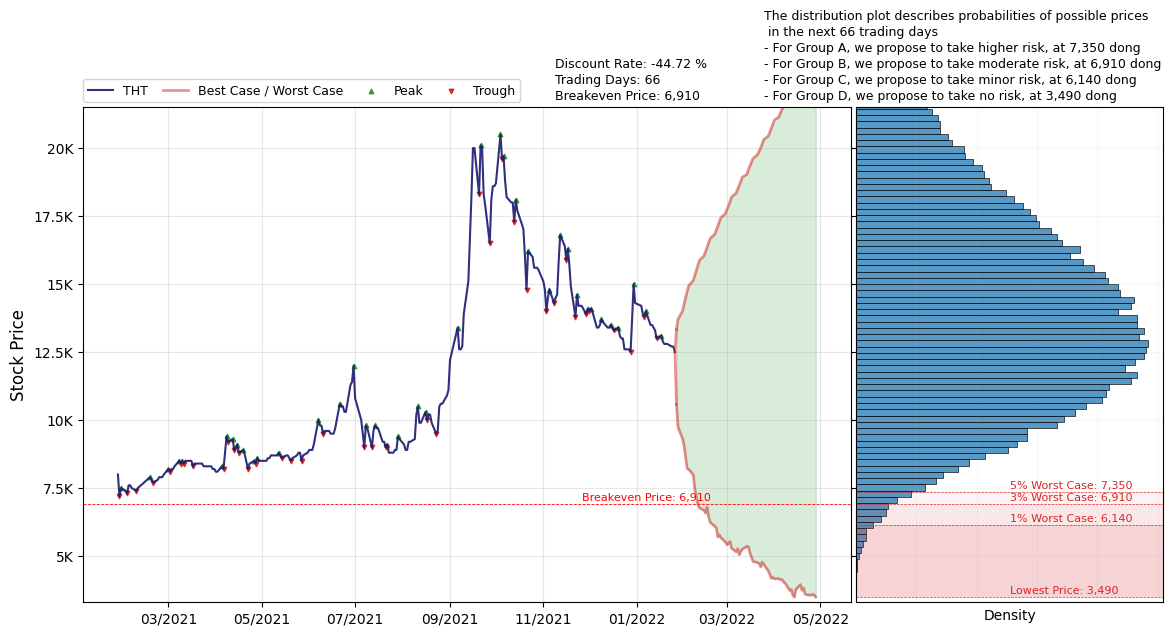 The distribution plot describes probabilities of possible prices
in the next 66 trading days
- For Group A, we propose to take higher risk, at 7,350 dong
- For Group B, we propose to take moderate risk, at 6,910 dong
- For Group C, we propose to take minor risk, at 6,140 dong
- For Group D, we propose to take no risk, at 3,490 dong
Discount Rate: -44.72 %
Trading Days: 66
Breakeven Price: 6,910
THT
Best Case / Worst Case
Peak
Trough
Stock Price
20K
17.5K
15K
12.5K
10K
7.5K
5K
Breakeven Price: 6,910
5% Worst Case: 7,350
3% Worst Case: 6,910
1% Worst Case: 6,140
Lowest Price: 3,490
03/2021
05/2021
07/2021
09/2021
11/2021
01/2022
03/2022
05/2022
Density